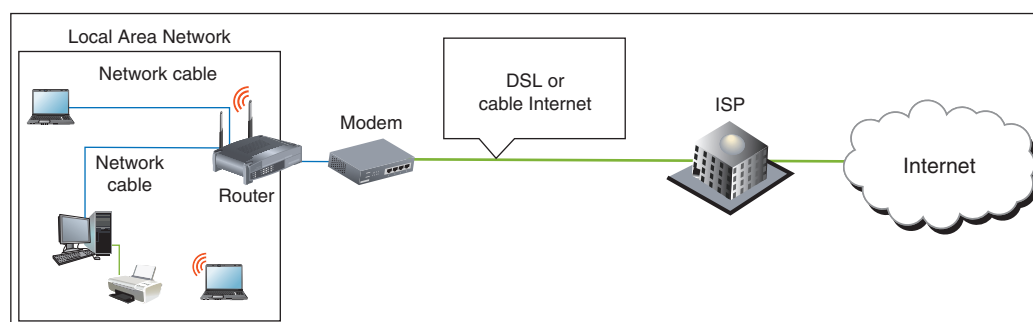 Local Area Network
Network cable
DSL or
cable Internet
ISP
Modem
Internet
Network
cable
Router